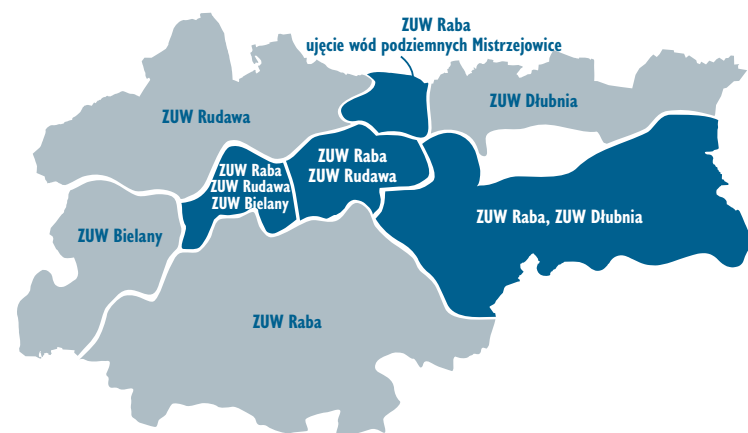 ZUW Raba
ujęcie wód podziemnych Mistrzejowice
ZUW Dłubnia
ZUW Rudawa
ZUW Raba
ZUW Rudawa
ZUW Raba
ZUW Rudawa
ZUW Bielany
ZUW Raba, ZUW Dłubnia
ZUW Bielany
ZUW Raba